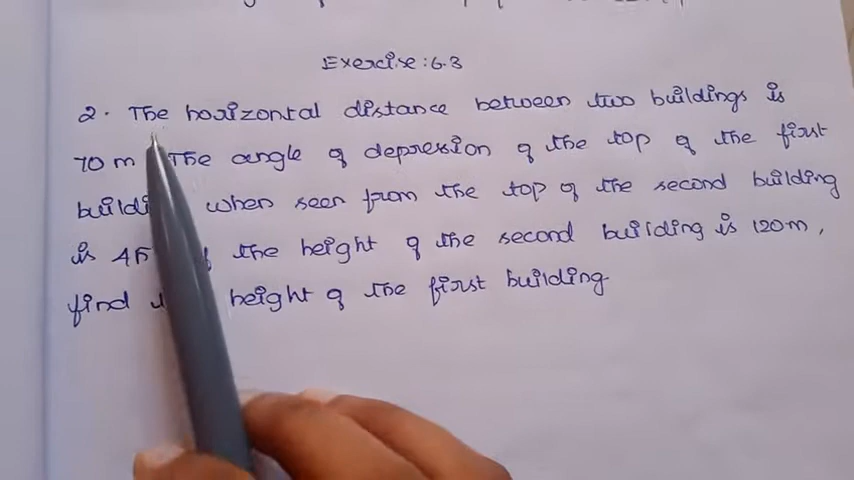 Exercise: 6.3
2. The horizontal distance between two buildings is
70 m The angle of depression of the top of the first
when seen from the top of the second building
is the height of the second building is 120m,
find height of the first building.